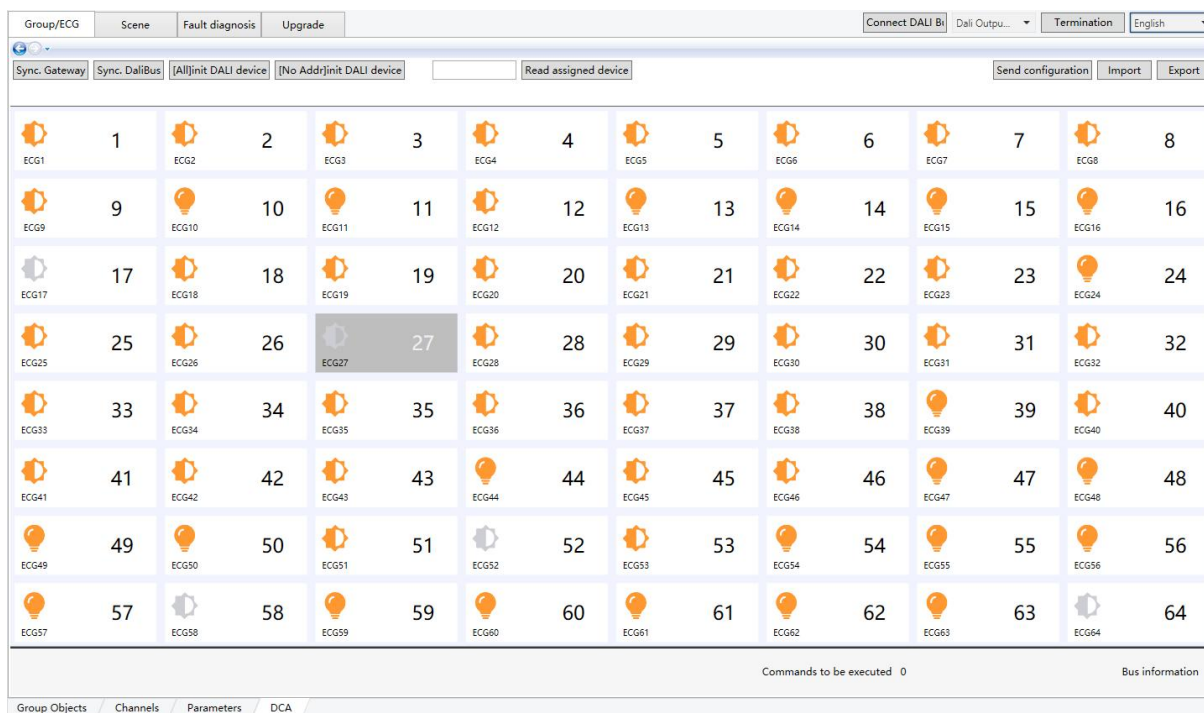 Group/ECG Scene Fault diagnosis Upgrade Connect DALI Bu Dali Outpu... Termination English
Sync. Gateway Sync. DaliBus [All]init DALI device [No Addr]init DALI device Read assigned device Send configuration Import Export
1 2 3 4 5 6 7 8
ECG1 ECG2 ECG3 ECG4 ECG5 ECG6 ECG7 ECG8
9 10 11 12 13 14 15 16
ECG9 ECG10 ECG11 ECG12 ECG13 ECG14 ECG15 ECG16
17 18 19 20 21 22 23 24
ECG17 ECG18 ECG19 ECG20 ECG21 ECG22 ECG23 ECG24
25 26 27 28 29 30 31 32
ECG25 ECG26 ECG27 ECG28 ECG29 ECG30 ECG31 ECG32
33 34 35 36 37 38 39 40
ECG33 ECG34 ECG35 ECG36 ECG37 ECG38 ECG39 ECG40
41 42 43 44 45 46 47 48
ECG41 ECG42 ECG43 ECG44 ECG45 ECG46 ECG47 ECG48
49 50 51 52 53 54 55 56
ECG49 ECG50 ECG51 ECG52 ECG53 ECG54 ECG55 ECG56
57 58 59 60 61 62 63 64
ECG57 ECG58 ECG59 ECG60 ECG61 ECG62 ECG63 ECG64
Commands to be executed 0 Bus information
Group Objects Channels Parameters DCA